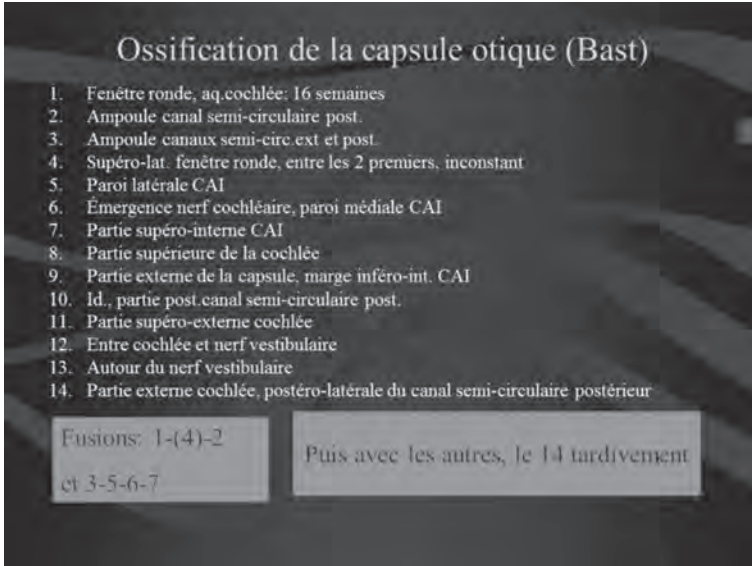 Ossification de la capsule otique (Bast)
1. Fenêtre ronde, aq.cochlée: 16 semaines
2. Ampoule canal semi-circulaire post.
3. Ampoule canaux semi-circ.ext et post.
4. Supéro-lat. fenêtre ronde, entre les 2 premiers, inconstant
5. Paroi latérale CAI
6. Émergence nerf cochléaire, paroi médiale CAI
7. Partie supéro-interne CAI
8. Partie supérieure de la cochlée
9. Partie externe de la capsule, marge inféro-int. CAI
10. Id., partie post.canal semi-circulaire post.
11. Partie supéro-externe cochlée
12. Entre cochlée et nerf vestibulaire
13. Autour du nerf vestibulaire
14. Partie externe cochlée, postéro-latérale du canal semi-circulaire postérieur
Fusions: 1-(4)-2
et 3-5-6-7
Puis avec les autres, le 14 tardivement